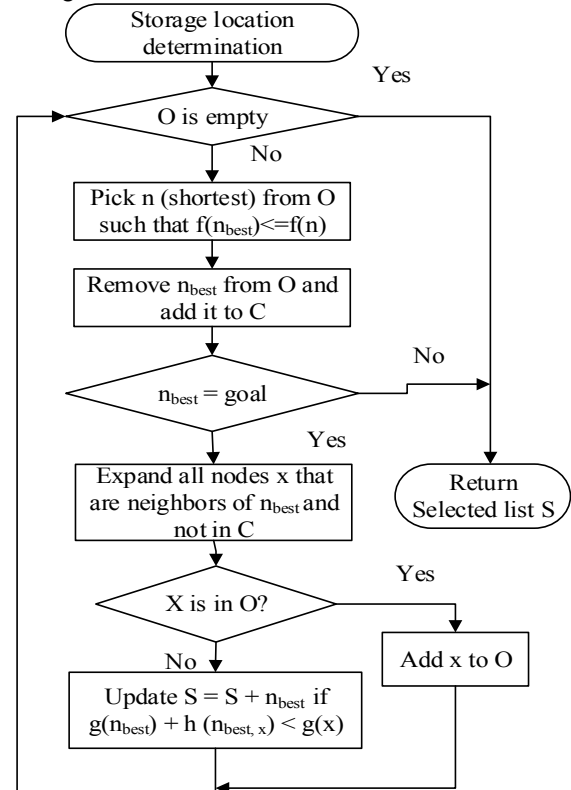 Storage location
determination
Yes
O is empty
No
Pick n (shortest) from O
such that f(nbest)<=f(n)
Remove nbest from O and
add it to C
No
nbest = goal
Yes
Expand all nodes x that
are neighbors of nbest and
not in C
Return
Selected list S
Yes
X is in O?
No
Add x to O
Update S = S + nbest if
g(nbest) + h (nbest, x) < g(x)